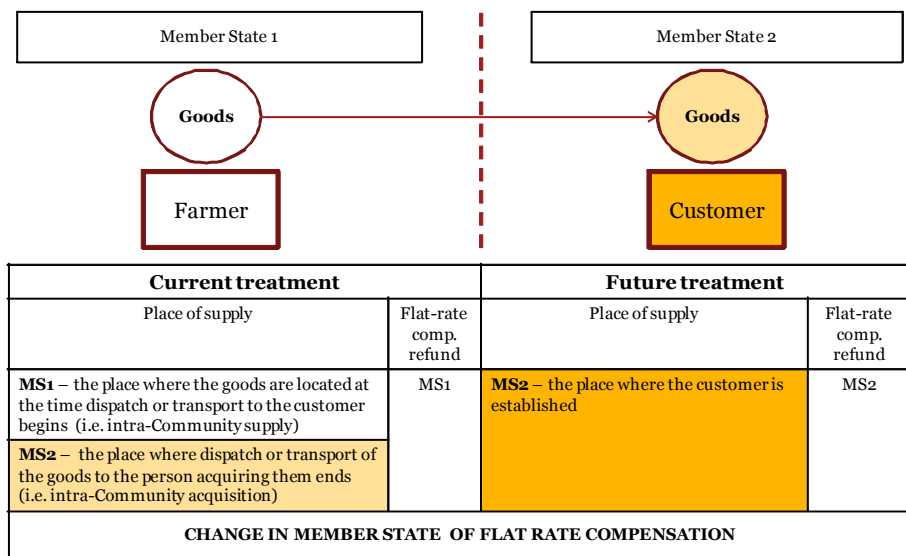 Member State 1
Member State 2
Goods
Goods
Farmer
Customer
Current treatment
Future treatment
Place of supply
Flat-rate
comp.
refund
Place of supply
Flat-rate
comp.
refund
MS1 – the place where the goods are located at
the time dispatch or transport to the customer
begins (i.e. intra-Community supply)
MS1
MS2 – the place where the customer is
established
MS2
MS2 – the place where dispatch or transport of
the goods to the person acquiring them ends
(i.e. intra-Community acquisition)
CHANGE IN MEMBER STATE OF FLAT RATE COMPENSATION